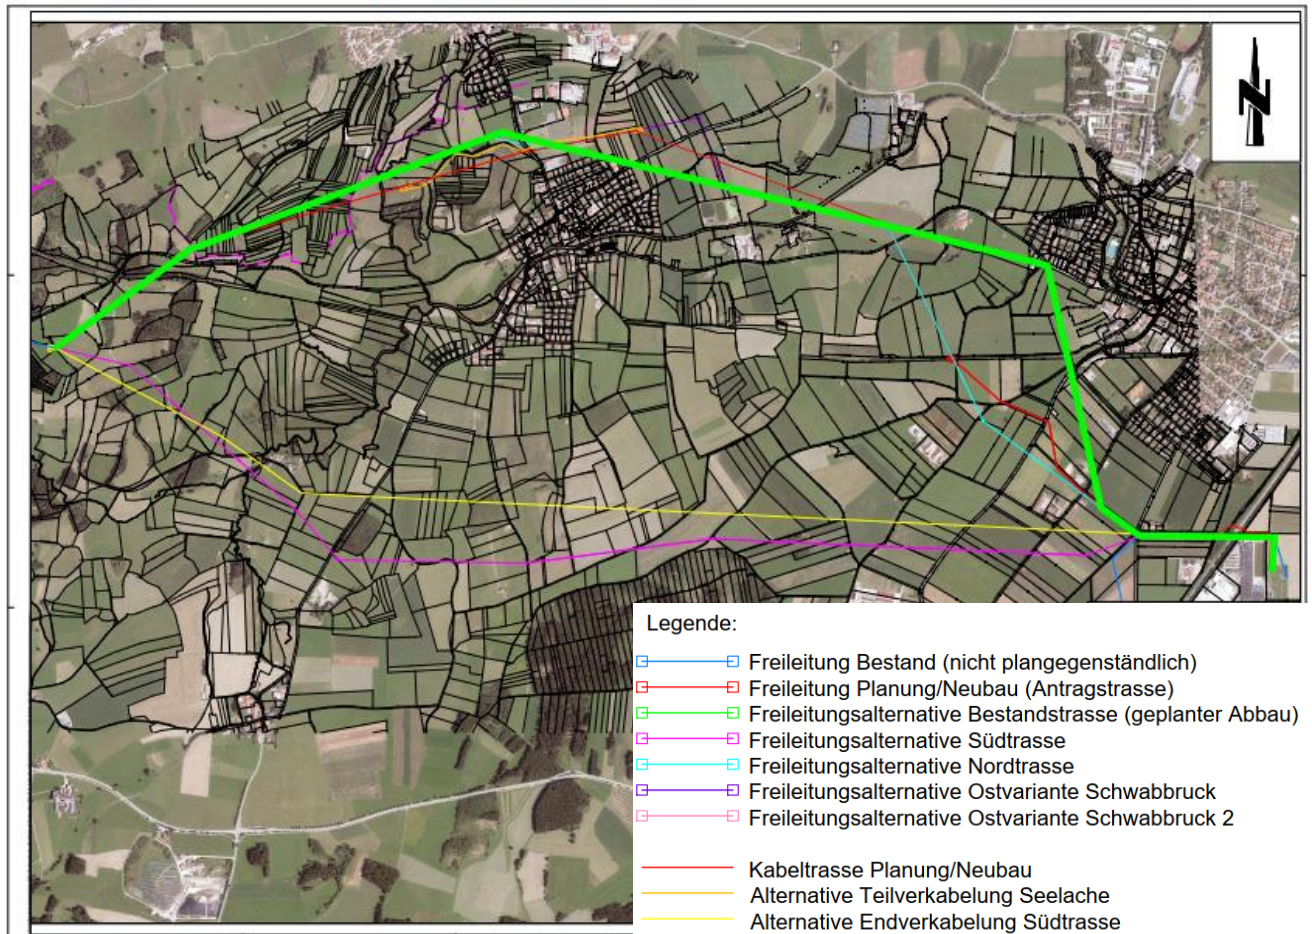 N
Legende:
Freileitung Bestand (nicht plangegenständlich)
Freileitung Planung/Neubau (Antragstrasse)
Freileitungsalternative Bestandstrasse (geplanter Abbau)
Freileitungsalternative Südtrasse
Freileitungsalternative Nordtrasse
Freileitungsalternative Ostvariante Schwabbruck
Freileitungsalternative Ostvariante Schwabbruck 2
Kabeltrasse Planung/Neubau
Alternative Teilverkabelung Seelache
Alternative Endverkabelung Südtrasse